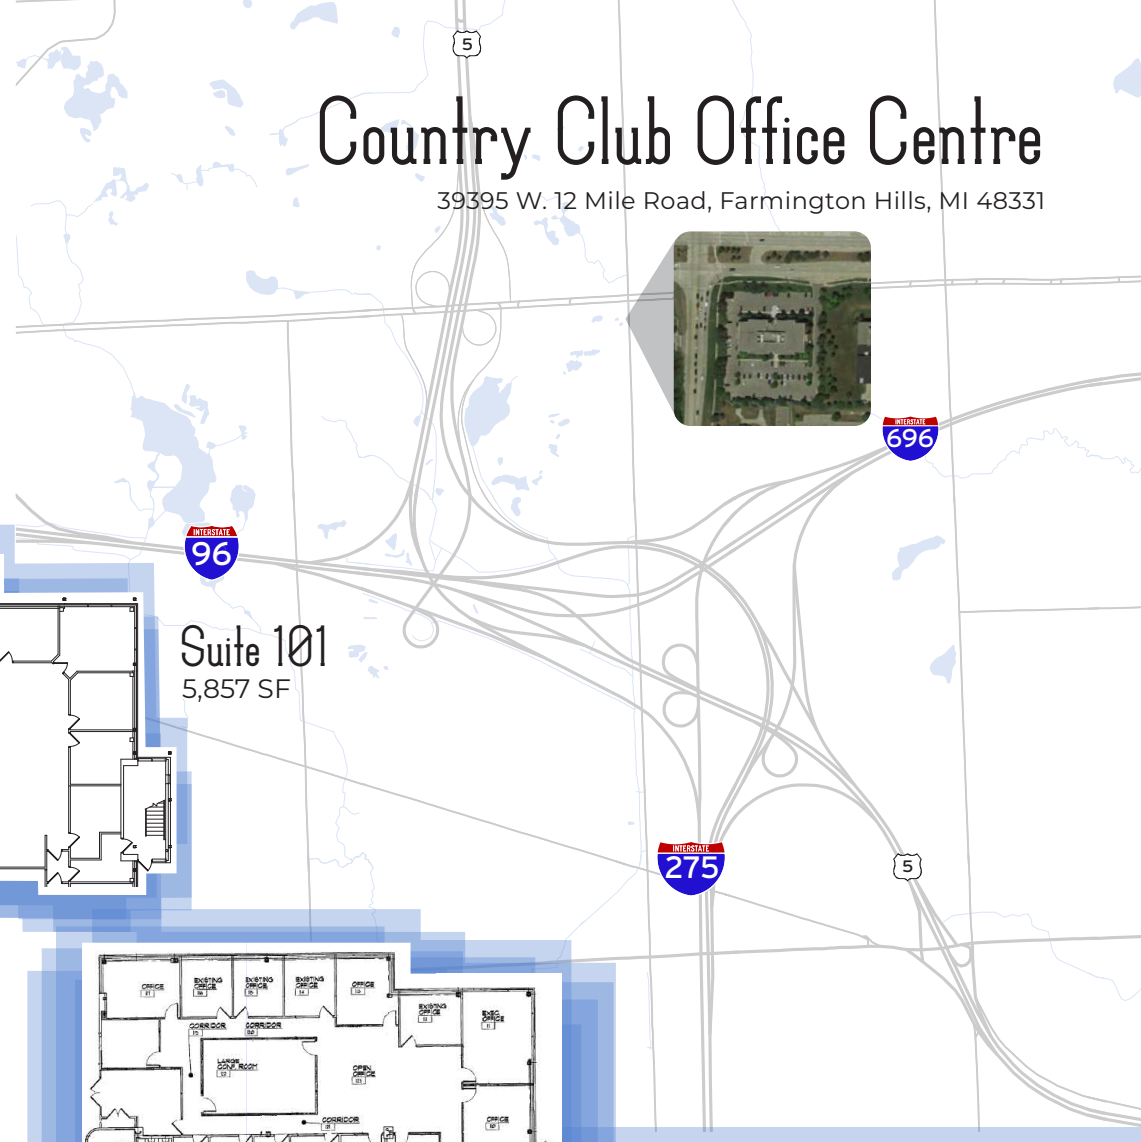 5
Country Club Office Centre
39395 W. 12 Mile Road, Farmington Hills, MI 48331
INTERSTATE
696
INTERSTATE
96
Suite 101
5,857 SF
INTERSTATE
275
5
OFFICE
EXISTING
OFFICE
EXISTING
OFFICE
EXISTING
OFFICE
OFFICE
EXISTING
OFFICE
EXEC.
OFFICE
CORRIDOR
CORRIDOR
LARGE
CONF. ROOM
OPEN
OFFICE
CORRIDOR
OFFICE